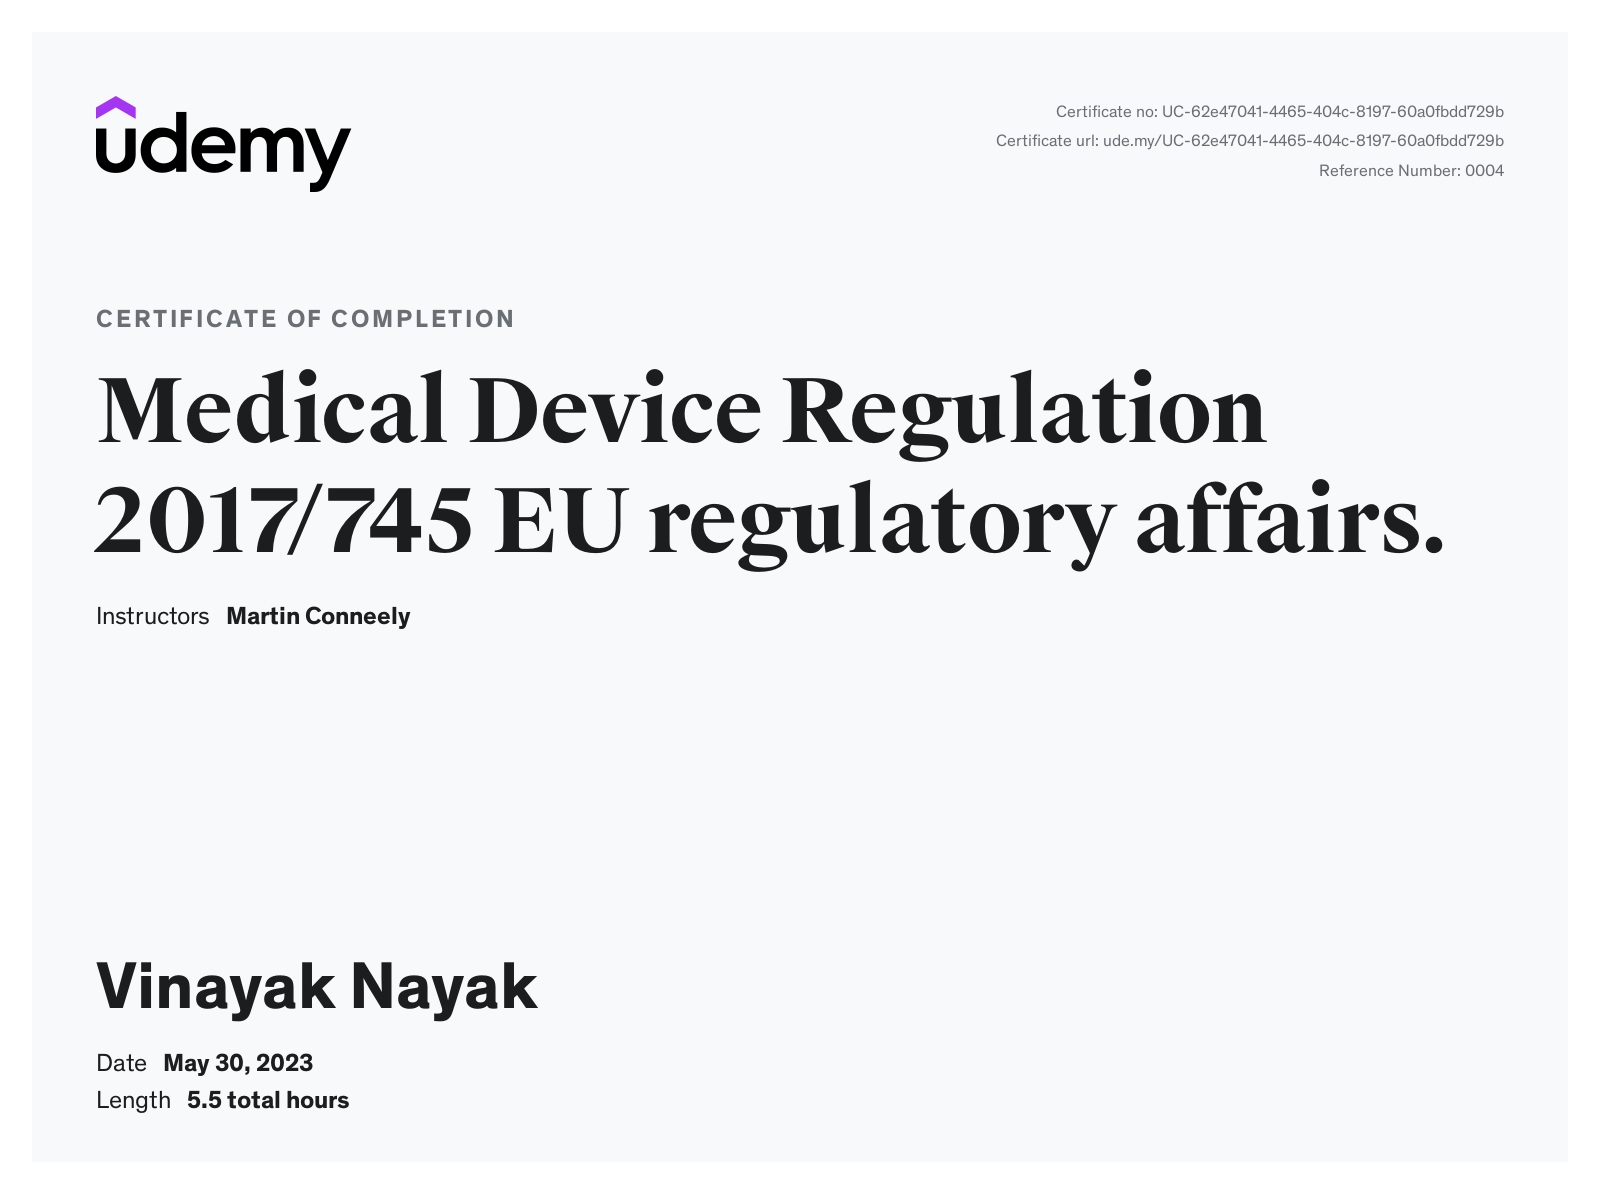 udemy
Certificate no: UC-62e47041-4465-404c-8197-60a0fbdd729b
Certificate url: ude.my/UC-62e47041-4465-404c-8197-60a0fbdd729b
Reference Number: 0004
CERTIFICATE OF COMPLETION
Medical Device Regulation
2017/745 EU regulatory affairs.
Instructors Martin Conneely
Vinayak Nayak
Date May 30, 2023
Length 5.5 total hours